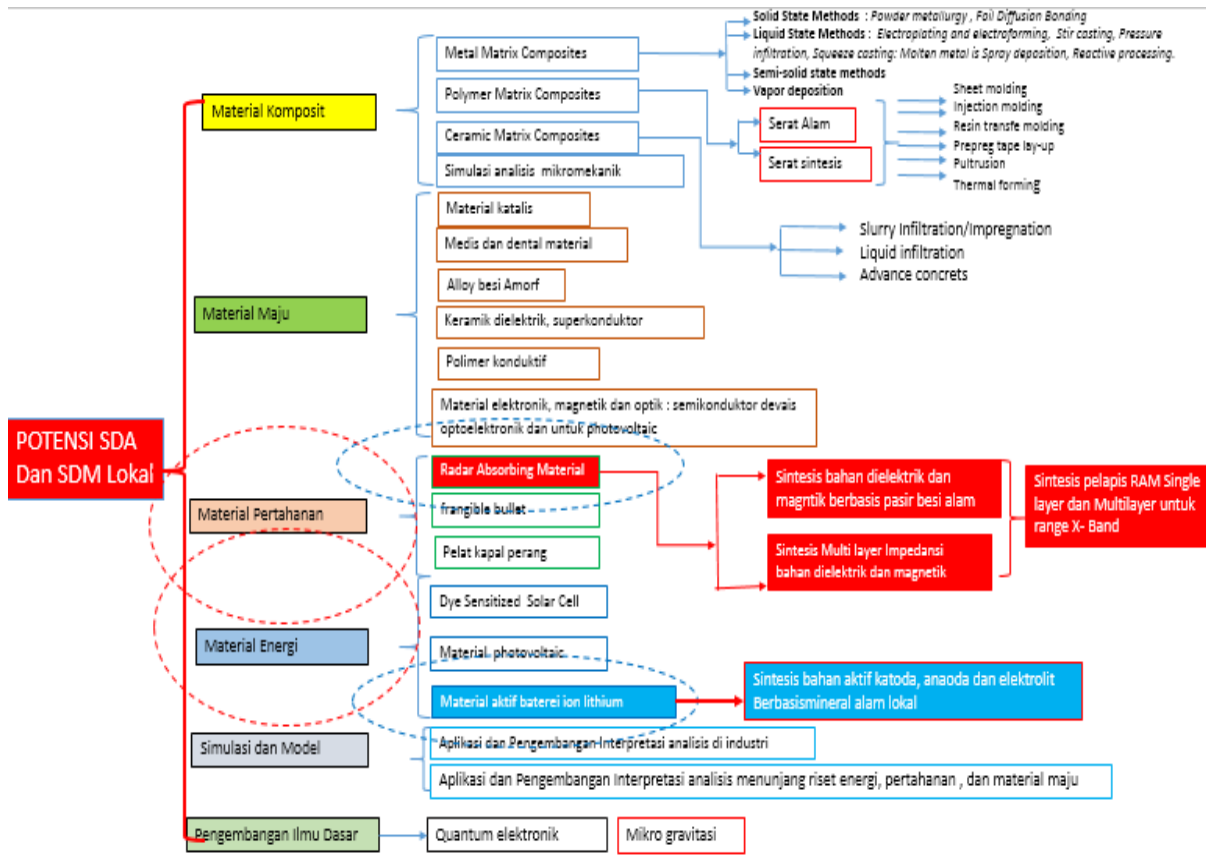 POTENSI SDA
Dan SDM Lokal
Material Komposit
Metal Matrix Composites
Solid State Methods : Powder metallurgy , Foil Diffusion Bonding
Liquid State Methods : Electroplating and electroforming, Stir casting, Pressure
infiltration, Squeeze casting: Molten metal is Spray deposition, Reactive processing.
Semi-solid state methods
Vapor deposition
Polymer Matrix Composites
Serat Alam
Serat sintesis
Sheet molding
Injection molding
Resin transfe molding
Prepreg tape lay-up
Pultrusion
Thermal forming
Ceramic Matrix Composites
Slurry Infiltration/Impregnation
Liquid infiltration
Advance concrets
Simulasi analisis mikromekanik
Material Maju
Material katalis
Medis dan dental material
Alloy besi Amorf
Keramik dielektrik, superkonduktor
Polimer konduktif
Material elektronik, magnetik dan optik : semikonduktor devais
optoelektronik dan untuk photovoltaic
Material Pertahanan
Radar Absorbing Material
frangible bullet
Pelat kapal perang
Sintesis bahan dielektrik dan
magntik berbasis pasir besi alam
Sintesis Multi layer Impedansi
bahan dielektrik dan magnetik
Sintesis pelapis RAM Single
layer dan Multilayer untuk
range X- Band
Material Energi
Dye Sensitized Solar Cell
Material photovoltaic
Material aktif baterei ion lithium
Sintesis bahan aktif katoda, anaoda dan elektrolit
Berbasismineral alam lokal
Simulasi dan Model
Aplikasi dan Pengembangan Interpretasi analisis di industri
Aplikasi dan Pengembangan Interpretasi analisis menunjang riset energi, pertahanan , dan material maju
Pengembangan Ilmu Dasar
Quantum elektronik
Mikro gravitasi